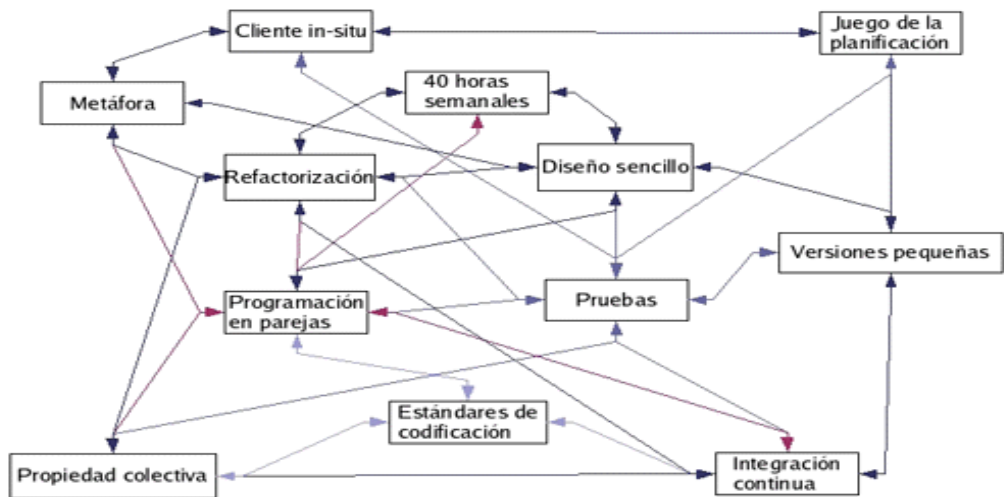 Cliente in-situ
Juego de la
planificación
40 horas
semanales
Metáfora
Refactorización
Diseño sencillo
Versiones pequeñas
Programación
en parejas
Pruebas
Estándares de
codificación
Propiedad colectiva
Integración
continua